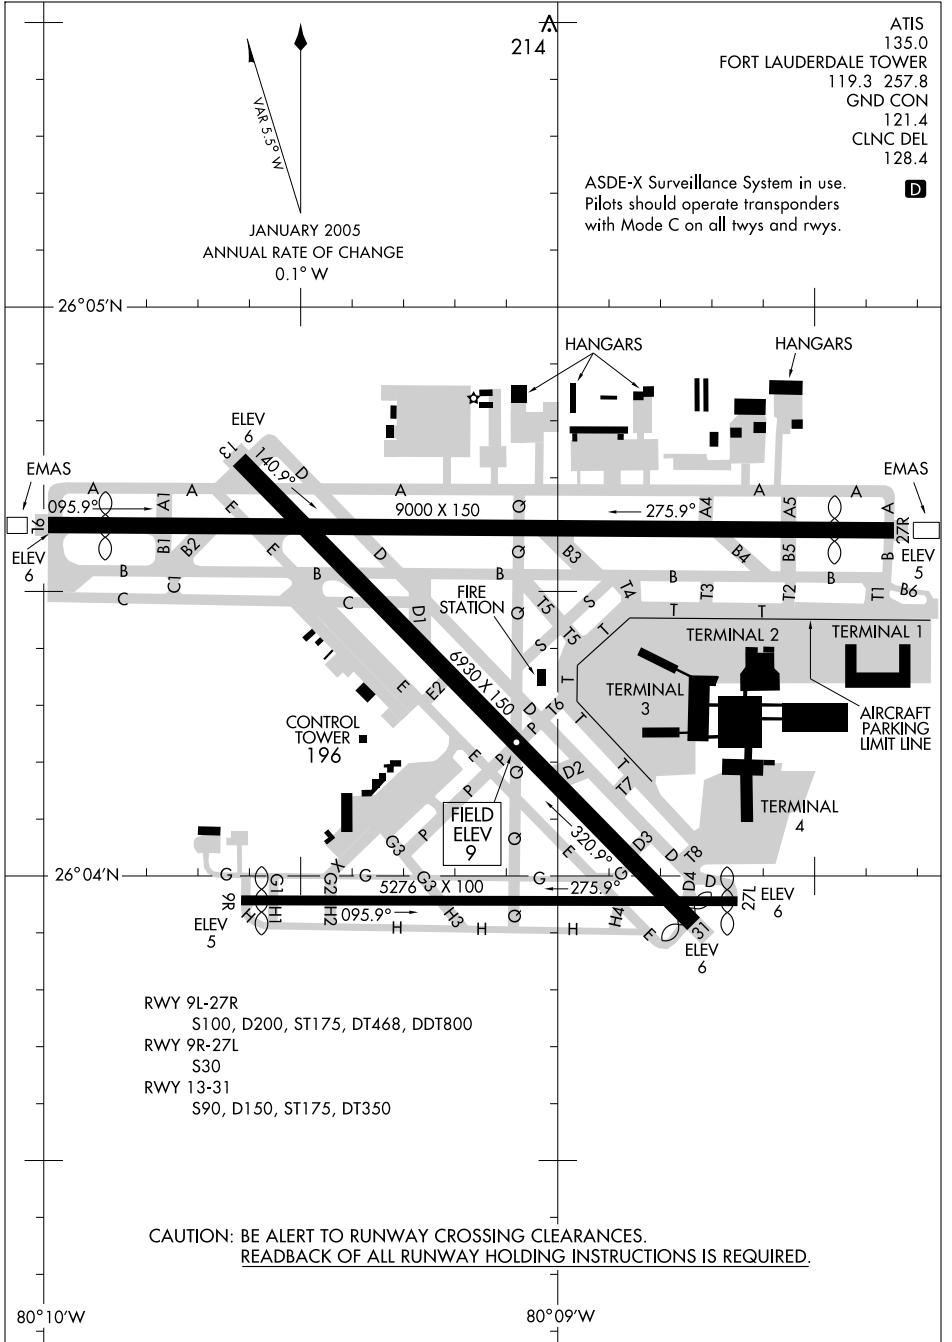 214
ATIS
135.0
FORT LAUDERDALE TOWER
119.3 257.8
GND CON
121.4
CLNC DEL
128.4
D
ASDE-X Surveillance System in use.
Pilots should operate transponders
with Mode C on all twys and rwys.
VAR 5.5° W
JANUARY 2005
ANNUAL RATE OF CHANGE
0.1° W
26°05'N
HANGARS
HANGARS
ELEV
6
13
140.9°
D
EMAS
EMAS
A
A1
A
A
A4
A
A5
A
A
095.9°
E
9000 X 150
Q
275.9°
9L
27R
ELEV
6
ELEV
5
B1
B2
E
D
Q
B3
B4
B5
B
B
C1
B
B
B
B
B6
C
C
D1
FIRE
STATION
Q
T5
S
T4
T3
T2
T1
T
T
S
T5
T
TERMINAL 2
TERMINAL 1
6930 X 150
E
E2
T
TERMINAL
3
D
T6
T
P
AIRCRAFT
PARKING
LIMIT LINE
CONTROL
TOWER
196
E
P
Q
D2
T
T7
P
FIELD
ELEV
9
TERMINAL
4
G3
P
Q
320.9°
E
D3
D
T8
26°04'N
G
G1
G2
X
G
G3
G
G
D4
D
5276 X 100
275.9°
9R
27L
ELEV
6
ELEV
5
H
H1
H2
095.9°
H3
Q
H4
H
H
H
E
31
ELEV
6
RWY 9L-27R
S100, D200, ST175, DT468, DDT800
RWY 9R-27L
S30
RWY 13-31
S90, D150, ST175, DT350
CAUTION: BE ALERT TO RUNWAY CROSSING CLEARANCES.
READBACK OF ALL RUNWAY HOLDING INSTRUCTIONS IS REQUIRED.
80°10'W
80°09'W